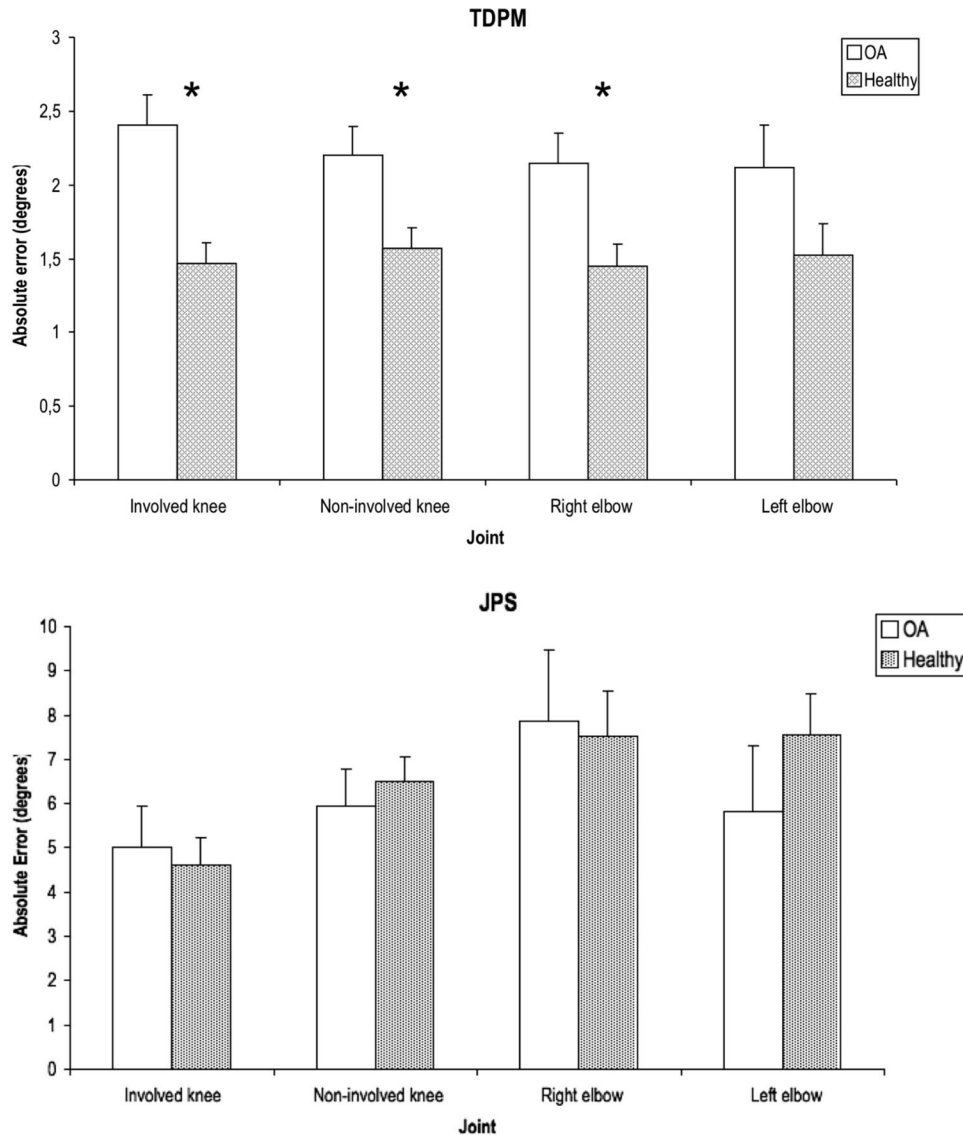 TDPM
3
2,5
2
1,5
1
0,5
0
Absolute error (degrees)
OA
Healthy
*
*
*
Involved knee
Non-involved knee
Right elbow
Left elbow
Joint
JPS
10
9
8
7
6
5
4
3
2
1
0
Absolute Error (degrees)
OA
Healthy
Involved knee
Non-involved knee
Right elbow
Left elbow
Joint